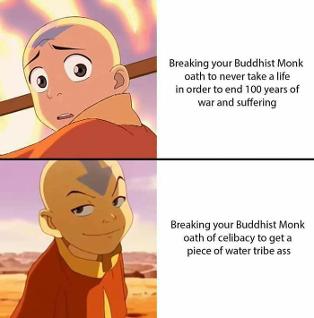 Breaking your Buddhist Monk
oath to never take a life
in order to end 100 years of
war and suffering
Breaking your Buddhist Monk
oath of celibacy to get a
piece of water tribe ass